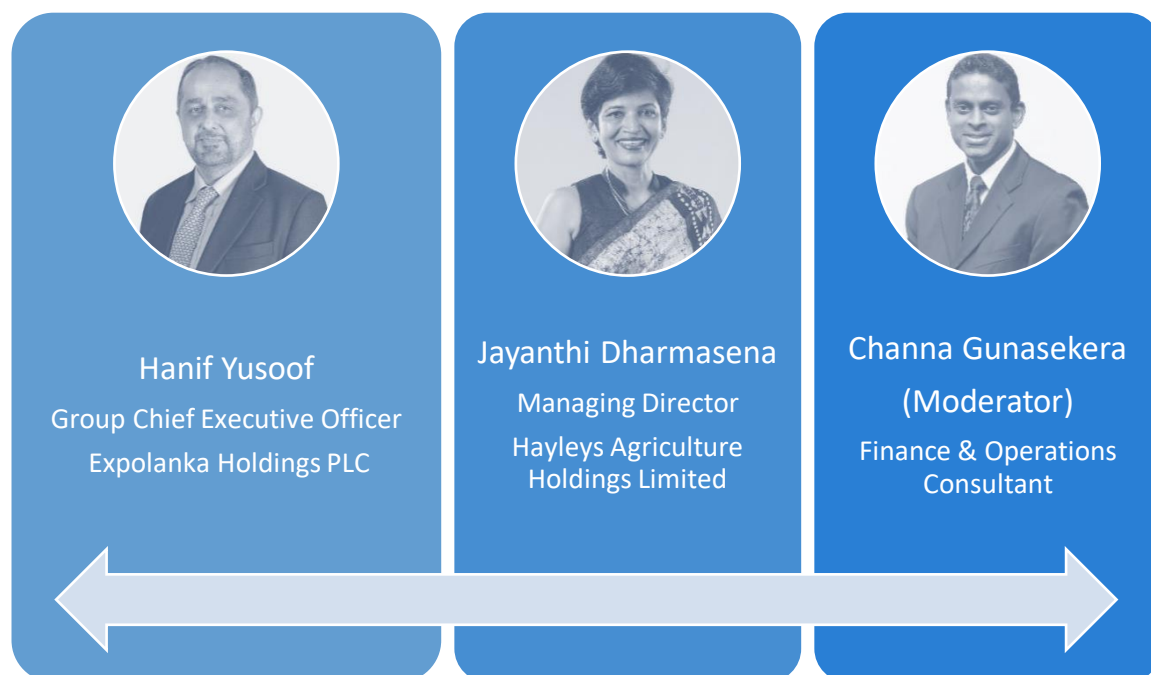 Hanif Yusoof
Group Chief Executive Officer
Expolanka Holdings PLC
Jayanthi Dharmasena
Managing Director
Hayleys Agriculture
Holdings Limited
Channa Gunasekera
(Moderator)
Finance & Operations
Consultant